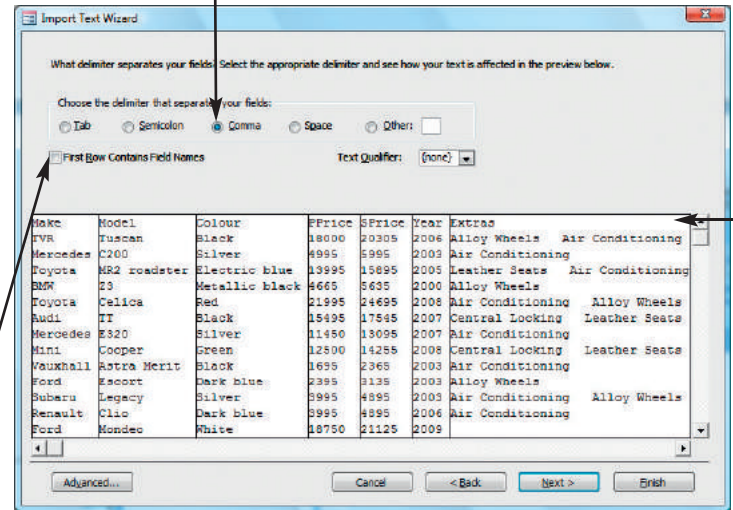 Import Text Wizard
What delimiter separates your fields? Select the appropriate delimiter and see how your text is affected in the preview below.
Choose the delimiter that separates your fields:
Tab Semicolon Comma Space Other:
First Row Contains Field Names Text Qualifier: {none}
Make Model Colour PPrice SPrice Year Extras
TVR Tuscan Black 18000 20305 2006 Alloy Wheels Air Conditioning
Mercedes C200 Silver 4995 5995 2003 Air Conditioning
Toyota MR2 roadster Electric blue 13995 15895 2005 Leather Seats Air Conditioning
BMW Z3 Metallic black 4665 5635 2000 Alloy Wheels
Toyota Celica Red 21995 24695 2008 Air Conditioning Alloy Wheels
Audi TT Black 15495 17545 2007 Central Locking Leather Seats
Mercedes E320 Silver 11450 13095 2007 Air Conditioning
Mini Cooper Green 12500 14255 2008 Central Locking Leather Seats
Vauxhall Astra Merit Black 1695 2365 2003 Air Conditioning
Ford Escort Dark blue 2395 3135 2003 Alloy Wheels
Subaru Legacy Silver 3995 4895 2003 Air Conditioning Alloy Wheels
Renault Clio Dark blue 3995 4895 2006 Air Conditioning
Ford Mondeo White 18750 21125 2009
Advanced... Cancel < Back Next > Finish